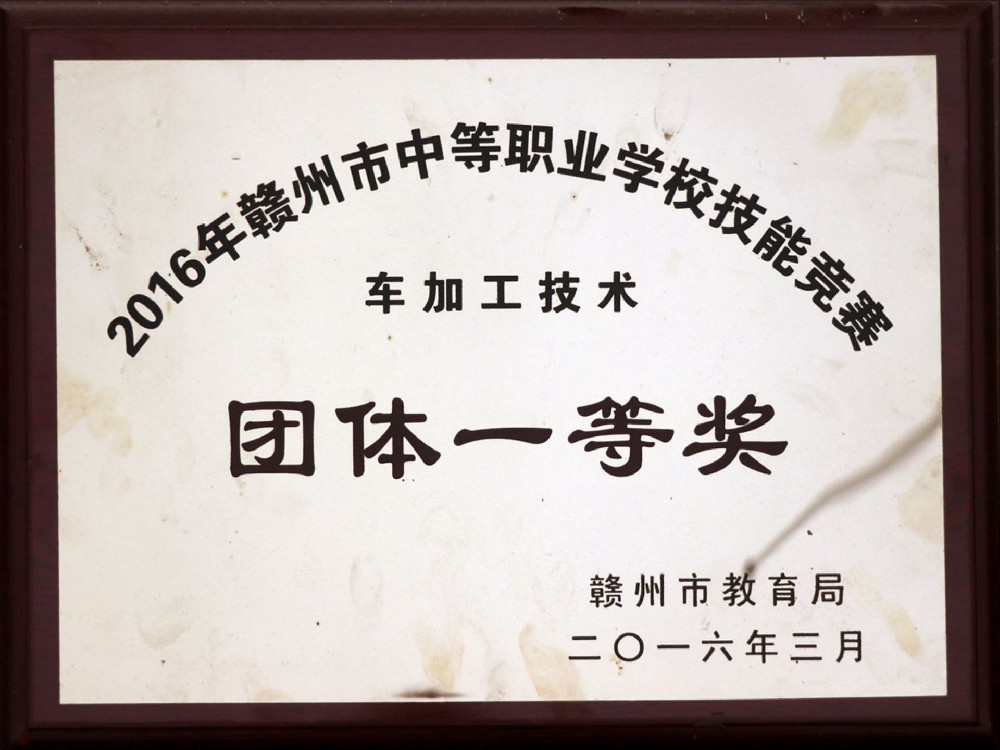 2016年赣州市中等职业学校技能竞赛
车加工技术
团体一等奖
赣州市教育局
二〇一六年三月